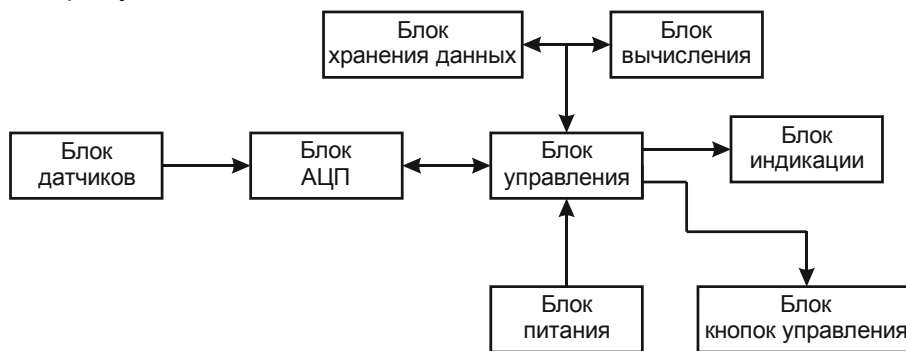 Блок
хранения данных
Блок
вычисления
Блок
датчиков
Блок
АЦП
Блок
управления
Блок
индикации
Блок
питания
Блок
кнопок управления